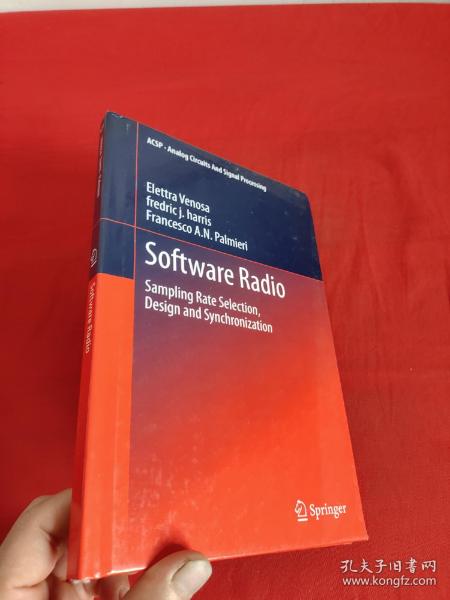 ACSP · Analog Circuits And Signal Processing
Elettra Venosa
fredric j. harris
Francesco A.N. Palmieri
Software Radio
Sampling Rate Selection,
Design and Synchronization
Springer
Software Radio
孔夫子旧书网
www.kongfz.com